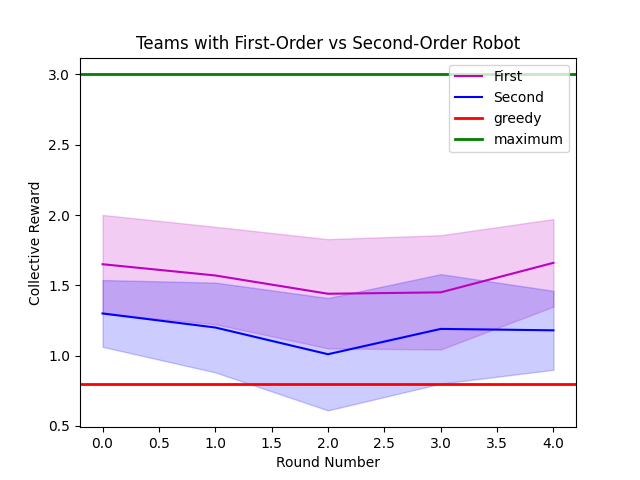 Teams with First-Order vs Second-Order Robot
3.0
2.5
2.0
1.5
1.0
0.5
Collective Reward
First
Second
greedy
maximum
0.0 0.5 1.0 1.5 2.0 2.5 3.0 3.5 4.0
Round Number